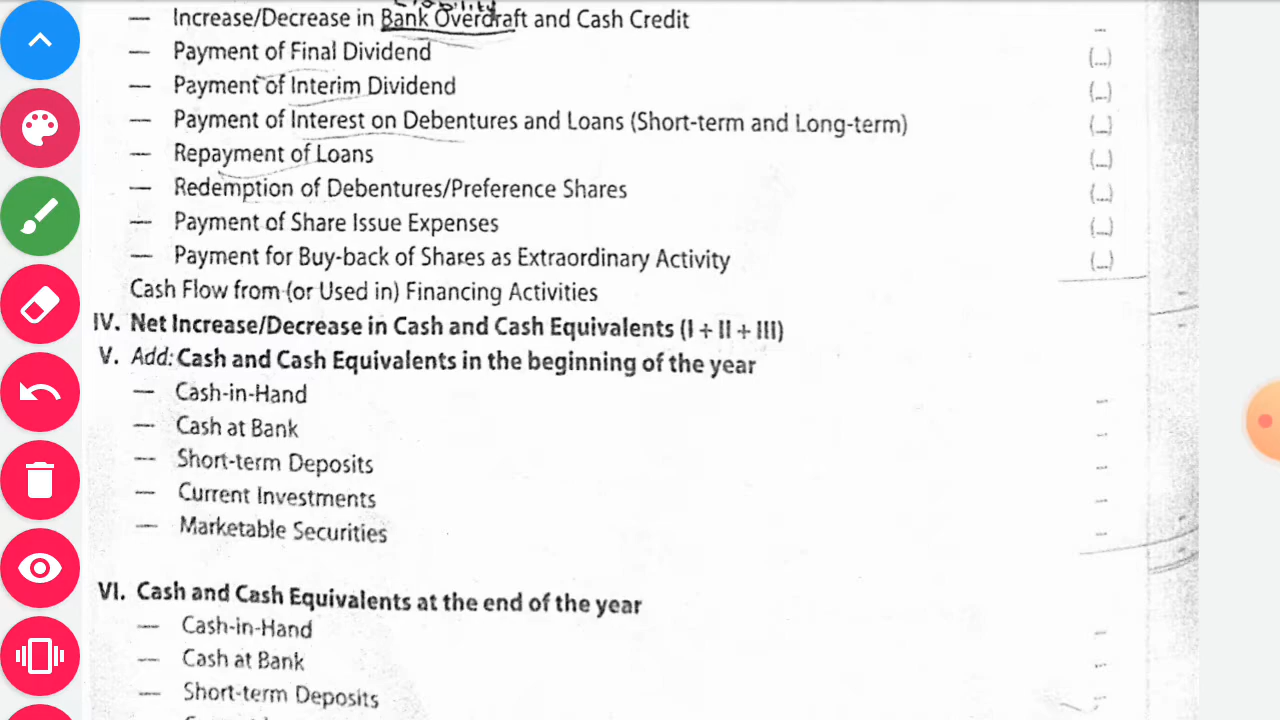 — Increase/Decrease in Bank Overdraft and Cash Credit —
— Payment of Final Dividend (...)
— Payment of Interim Dividend (...)
— Payment of Interest on Debentures and Loans (Short-term and Long-term) (...)
— Repayment of Loans (...)
— Redemption of Debentures/Preference Shares (...)
— Payment of Share Issue Expenses (...)
— Payment for Buy-back of Shares as Extraordinary Activity (...)
Cash Flow from (or Used in) Financing Activities
IV. Net Increase/Decrease in Cash and Cash Equivalents (I + II + III)
V. Add: Cash and Cash Equivalents in the beginning of the year
— Cash-in-Hand ...
— Cash at Bank ...
— Short-term Deposits ...
— Current Investments ...
— Marketable Securities ...
VI. Cash and Cash Equivalents at the end of the year
— Cash-in-Hand ...
— Cash at Bank ...
— Short-term Deposits ...